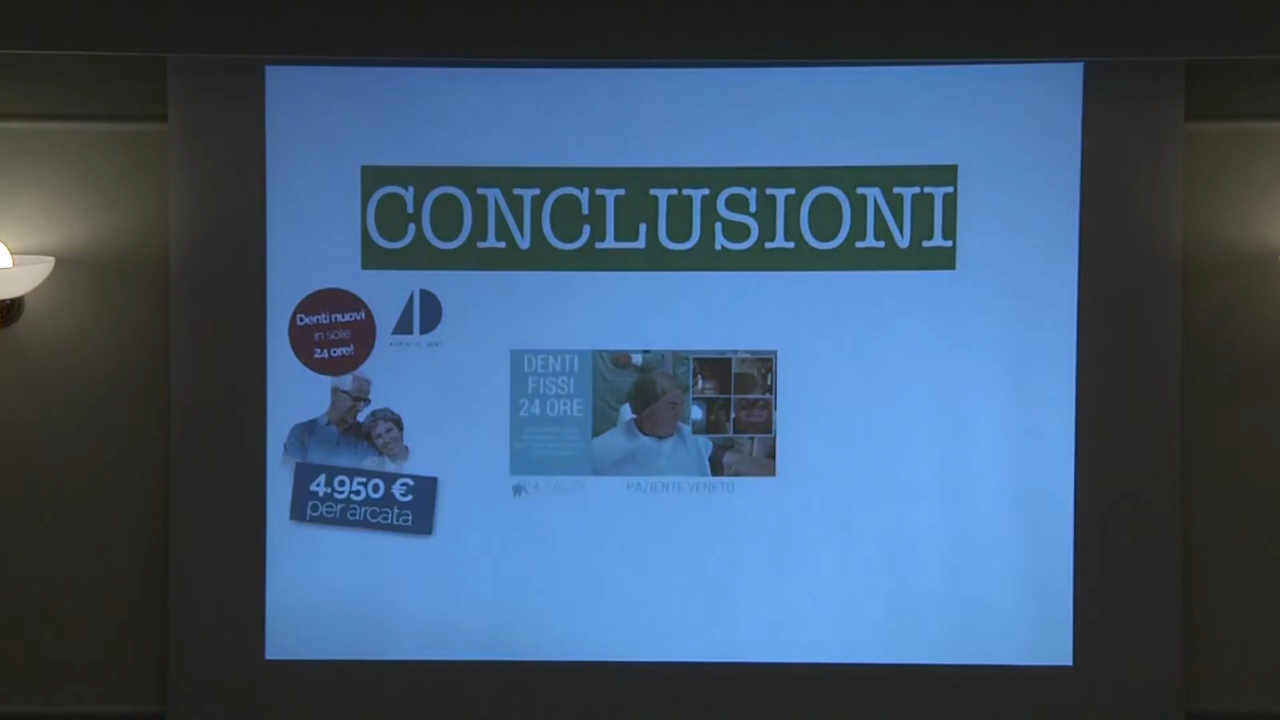 CONCLUSIONI
Denti nuovi
in sole
24 ore!
4.950 €
per arcata
DENTI
FISSI
24 ORE
PAZIENTE VENETO